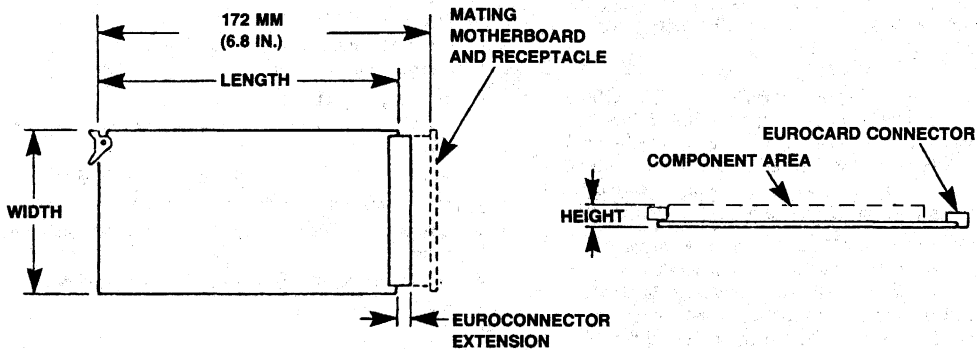 172 MM
(6.8 IN.)
MATING
MOTHERBOARD
AND RECEPTACLE
LENGTH
WIDTH
EUROCONNECTOR
EXTENSION
EUROCARD CONNECTOR
COMPONENT AREA
HEIGHT